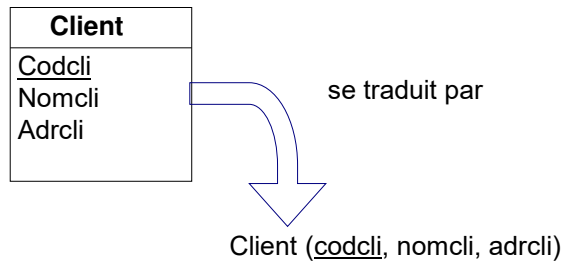 Client
Codcli
Nomcli
Adrcli
se traduit par
Client (codcli, nomcli, adrcli)